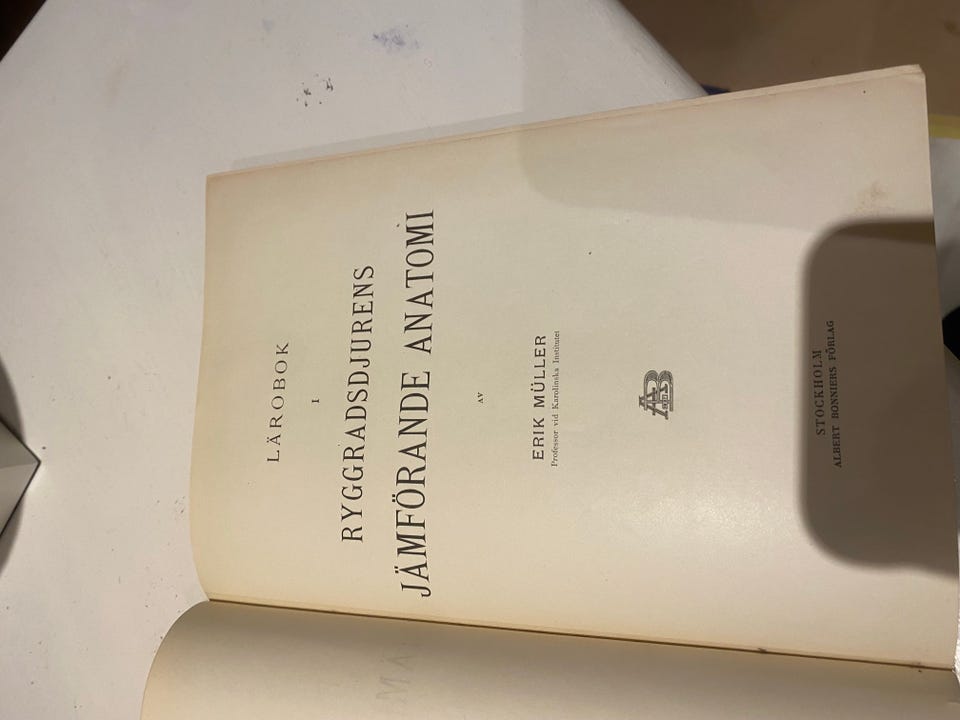 LÄROBOK
I
RYGGRADSDJURENS
JÄMFÖRANDE ANATOMI
AV
ERIK MÜLLER
Professor vid Karolinska Institutet
STOCKHOLM
ALBERT BONNIERS FÖRLAG